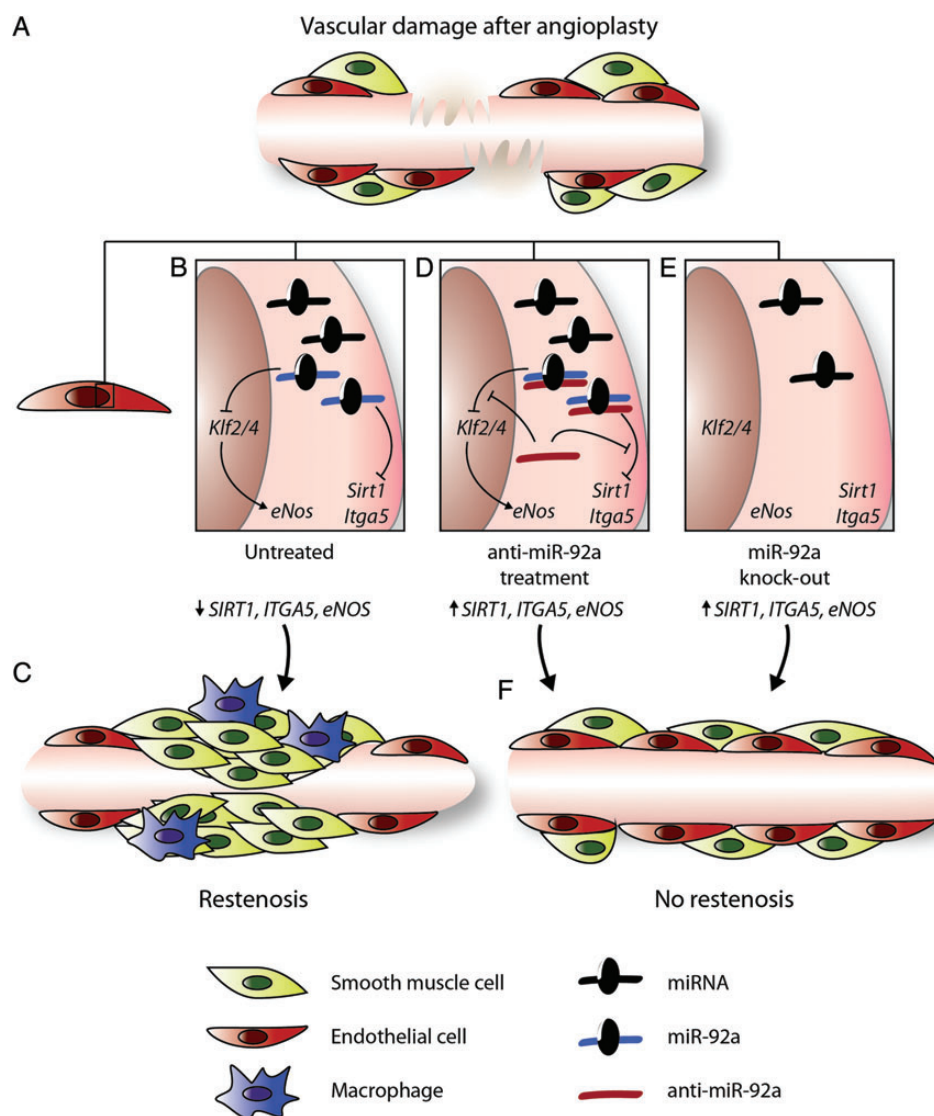 A
Vascular damage after angioplasty
B
D
E
Klf2/4
eNos
Sirt1
Itga5
Klf2/4
eNos
Sirt1
Itga5
Klf2/4
eNos
Sirt1
Itga5
Untreated
anti-miR-92a
treatment
miR-92a
knock-out
↓ SIRT1, ITGA5, eNOS
↑ SIRT1, ITGA5, eNOS
↑ SIRT1, ITGA5, eNOS
C
F
Restenosis
No restenosis
Smooth muscle cell
miRNA
Endothelial cell
miR-92a
Macrophage
anti-miR-92a